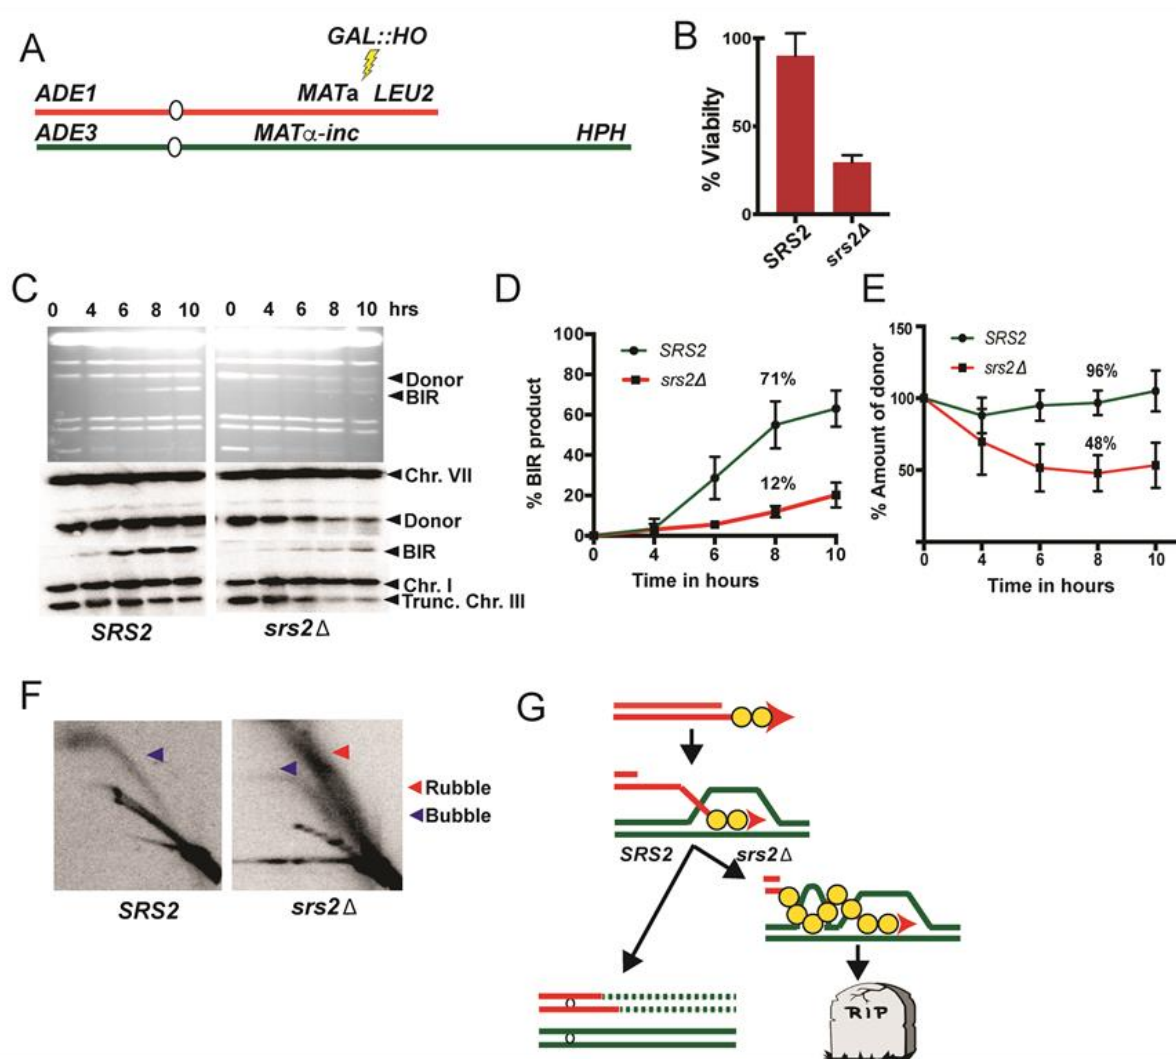 A
GAL::HO
ADE1 MATa LEU2
ADE3 MATα-inc HPH
B
% Viabilty
100
50
0
SRS2
srs2Δ
C
0 4 6 8 10 0 4 6 8 10 hrs
Donor
BIR
Chr. VII
Donor
BIR
Chr. I
Trunc. Chr. III
SRS2 srs2Δ
D
% BIR product
100
80
60
40
20
0
SRS2
srs2Δ
71%
12%
0 4 6 8 10
Time in hours
E
% Amount of donor
150
100
50
SRS2
srs2Δ
96%
48%
0 4 6 8 10
Time in hours
F
Rubble
Bubble
SRS2 srs2Δ
G
SRS2 srs2Δ
RIP